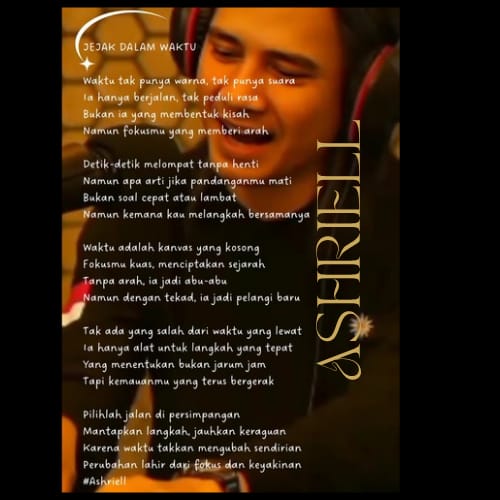 JEJAK DALAM WAKTU
Waktu tak punya warna, tak punya suara
Ia hanya berjalan, tak peduli rasa
Bukan ia yang membentuk kisah
Namun fokusmu yang memberi arah
Detik-detik melompat tanpa henti
Namun apa arti jika pandanganmu mati
Bukan soal cepat atau lambat
Namun kemana kau melangkah bersamanya
Waktu adalah kanvas yang kosong
Fokusmu kuas, menciptakan sejarah
Tanpa arah, ia jadi abu-abu
Namun dengan tekad, ia jadi pelangi baru
Tak ada yang salah dari waktu yang lewat
Ia hanya alat untuk langkah yang tepat
Yang menentukan bukan jarum jam
Tapi kemauanmu yang terus bergerak
Pilihlah jalan di persimpangan
Mantapkan langkah, jauhkan keraguan
Karena waktu takkan mengubah sendirian
Perubahan lahir dari fokus dan keyakinan
#Ashriell
ASHRIELL